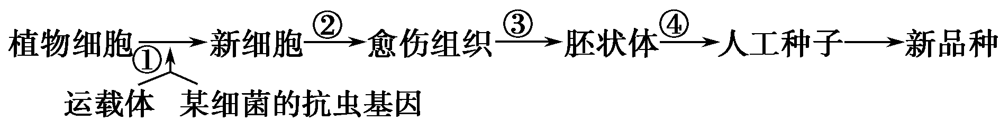 植物细胞 ① 新细胞 ② 愈伤组织 ③ 胚状体 ④ 人工种子 新品种
运载体 某细菌的抗虫基因